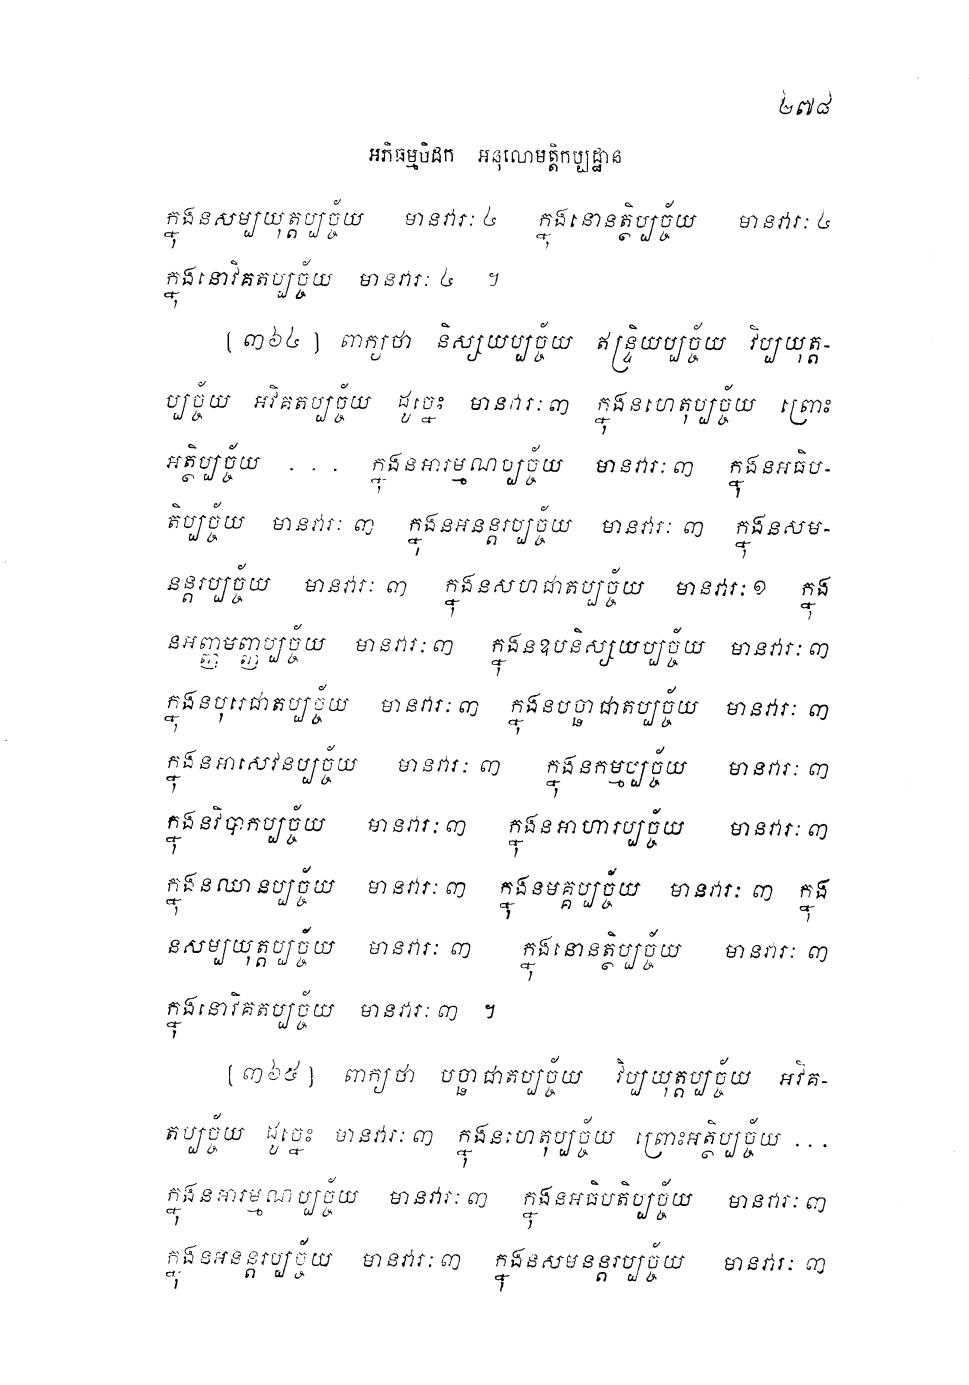 ២៧៨
អភិធម្មបិដក អនុលោមត្តិកប្បដ្ឋាន
ក្នុងនសម្បយុត្តប្បច្ច័យ មានវារៈ ៤ ក្នុងនោនត្ថិប្បច្ច័យ មានវារៈ ៤
ក្នុងនោវិគតប្បច្ច័យ មានវារៈ ៤ ។
[៣៦៤] ពាក្យថា និស្សយប្បច្ច័យ ឥន្ទ្រិយប្បច្ច័យ វិប្បយុត្ត-
ប្បច្ច័យ អវិគតប្បច្ច័យ ដូច្នេះ មានវារៈ ៣ ក្នុងនហេតុប្បច្ច័យ ព្រោះ
អត្ថិប្បច្ច័យ ... ក្នុងនអារម្មណប្បច្ច័យ មានវារៈ ៣ ក្នុងនអធិប-
តិប្បច្ច័យ មានវារៈ ៣ ក្នុងនអនន្តរប្បច្ច័យ មានវារៈ ៣ ក្នុងនសម-
នន្តរប្បច្ច័យ មានវារៈ ៣ ក្នុងនសហជាតប្បច្ច័យ មានវារៈ ១ ក្នុង
នអញ្ញមញ្ញប្បច្ច័យ មានវារៈ ៣ ក្នុងនឧបនិស្សយប្បច្ច័យ មានវារៈ ៣
ក្នុងនបុរេជាតប្បច្ច័យ មានវារៈ ៣ ក្នុងនបច្ឆាជាតប្បច្ច័យ មានវារៈ ៣
ក្នុងនអាសេវនប្បច្ច័យ មានវារៈ ៣ ក្នុងនកម្មប្បច្ច័យ មានវារៈ ៣
ក្នុងនវិបាកប្បច្ច័យ មានវារៈ ៣ ក្នុងនអាហារប្បច្ច័យ មានវារៈ ៣
ក្នុងនឈានប្បច្ច័យ មានវារៈ ៣ ក្នុងនមគ្គប្បច្ច័យ មានវារៈ ៣ ក្នុង
នសម្បយុត្តប្បច្ច័យ មានវារៈ ៣ ក្នុងនោនត្ថិប្បច្ច័យ មានវារៈ ៣
ក្នុងនោវិគតប្បច្ច័យ មានវារៈ ៣ ។
[៣៦៥] ពាក្យថា បច្ឆាជាតប្បច្ច័យ វិប្បយុត្តប្បច្ច័យ អវិគ-
តប្បច្ច័យ ដូច្នេះ មានវារៈ ៣ ក្នុងនហេតុប្បច្ច័យ ព្រោះអត្ថិប្បច្ច័យ ...
ក្នុងនអារម្មណប្បច្ច័យ មានវារៈ ៣ ក្នុងនអធិបតិប្បច្ច័យ មានវារៈ ៣
ក្នុងនអនន្តរប្បច្ច័យ មានវារៈ ៣ ក្នុងនសមនន្តរប្បច្ច័យ មានវារៈ ៣